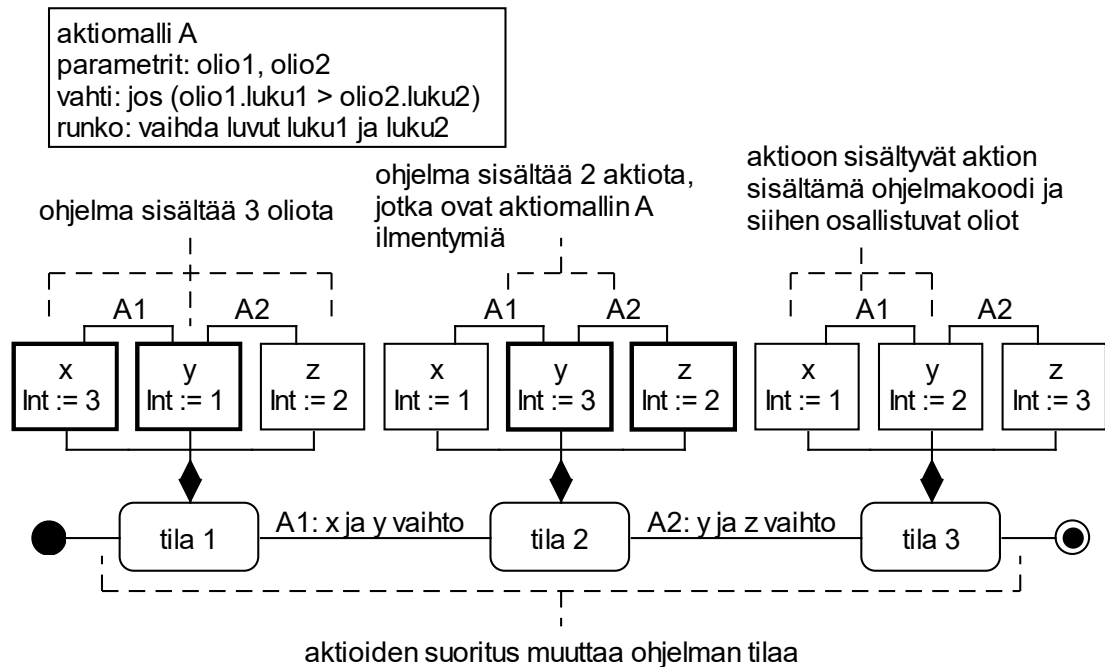 aktiomalli A
parametrit: olio1, olio2
vahti: jos (olio1.luku1 > olio2.luku2)
runko: vaihda luvut luku1 ja luku2
ohjelma sisältää 3 oliota
ohjelma sisältää 2 aktiota,
jotka ovat aktiomallin A
ilmentymiä
aktioon sisältyvät aktion
sisältämä ohjelmakoodi ja
siihen osallistuvat oliot
A1 A2 A1 A2 A1 A2
x y z x y z x y z
Int := 3 Int := 1 Int := 2 Int := 1 Int := 3 Int := 2 Int := 1 Int := 2 Int := 3
tila 1 A1: x ja y vaihto tila 2 A2: y ja z vaihto tila 3
aktioiden suoritus muuttaa ohjelman tilaa